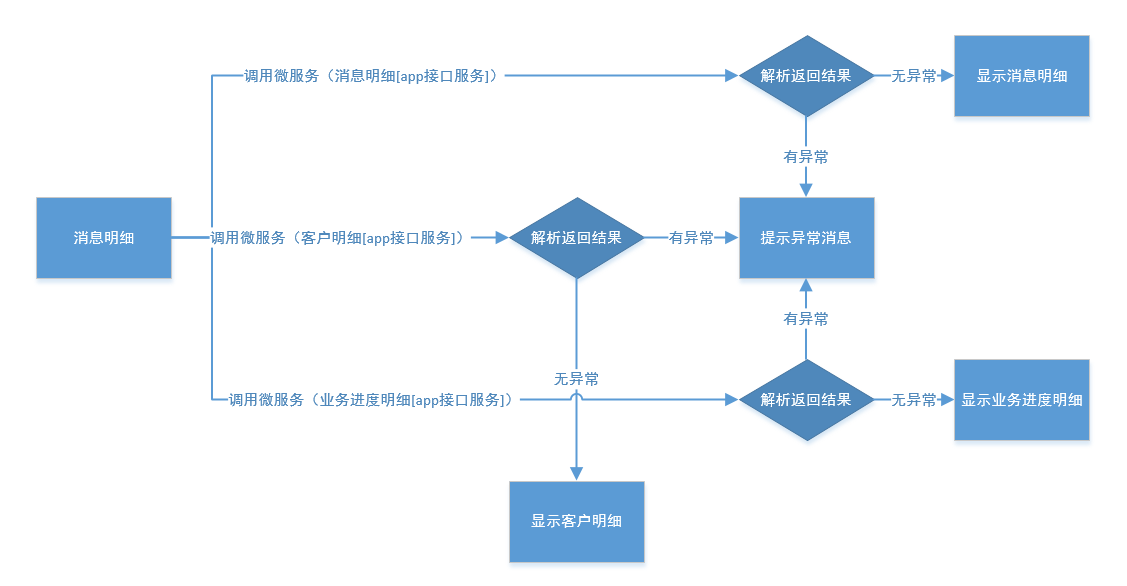 调用微服务（消息明细[app接口服务]）
解析返回结果
无异常
显示消息明细
有异常
消息明细
调用微服务（客户明细[app接口服务]）
解析返回结果
有异常
提示异常消息
有异常
无异常
调用微服务（业务进度明细[app接口服务]）
解析返回结果
无异常
显示业务进度明细
显示客户明细